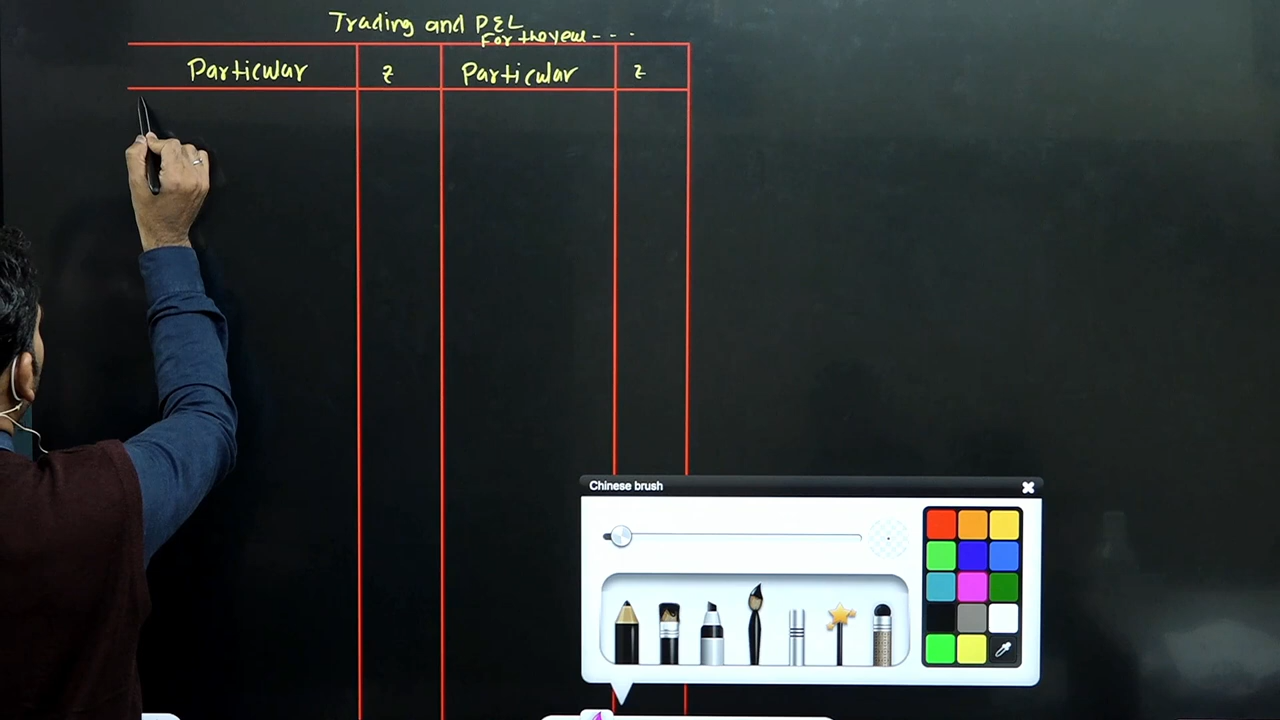 Trading and P&L
For the year - - -
Particular ₹ Particular ₹
Chinese brush